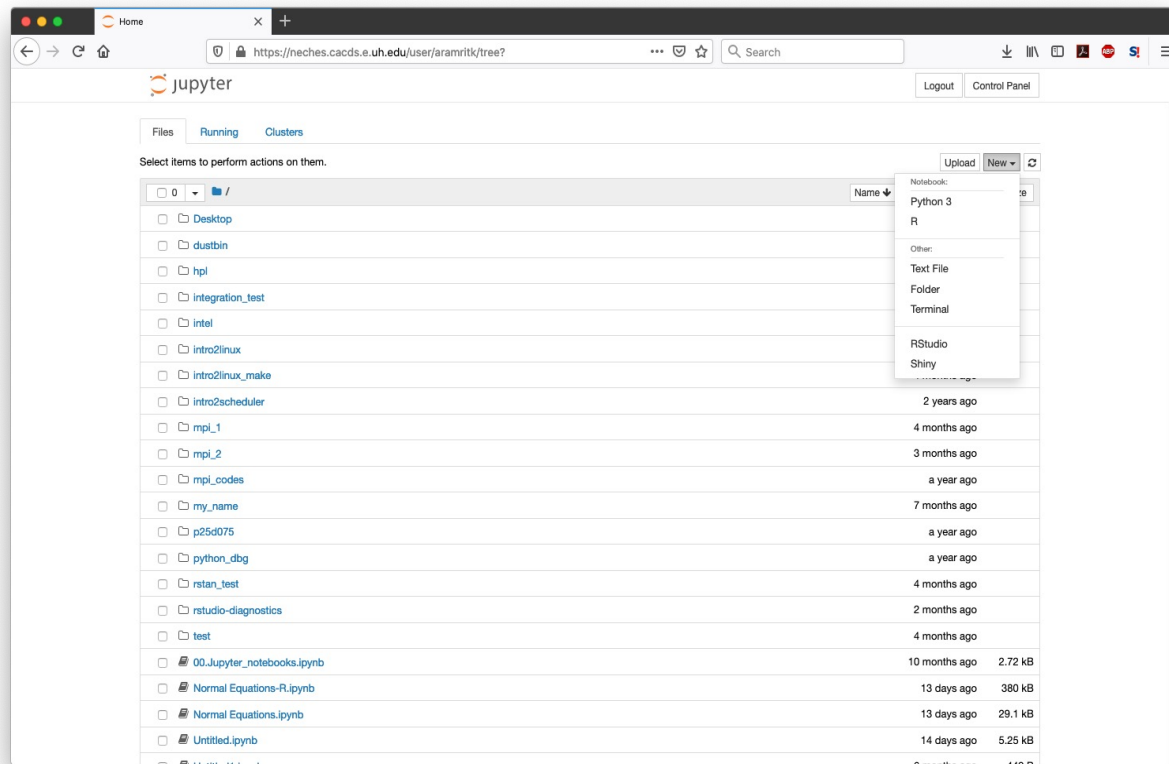 Home
https://neches.cacds.e.uh.edu/user/aramritk/tree?
Search
ABP
S!
jupyter
Logout Control Panel
Files Running Clusters
Select items to perform actions on them.
Upload New
0 /
Name
Notebook:
Python 3
R
Other:
Text File
Folder
Terminal
RStudio
Shiny
Desktop
dustbin
hpl
integration_test
intel
intro2linux
intro2linux_make
intro2scheduler 2 years ago
mpi_1 4 months ago
mpi_2 3 months ago
mpi_codes a year ago
my_name 7 months ago
p25d075 a year ago
python_dbg a year ago
rstan_test 4 months ago
rstudio-diagnostics 2 months ago
test 4 months ago
00.Jupyter_notebooks.ipynb 10 months ago 2.72 kB
Normal Equations-R.ipynb 13 days ago 380 kB
Normal Equations.ipynb 13 days ago 29.1 kB
Untitled.ipynb 14 days ago 5.25 kB